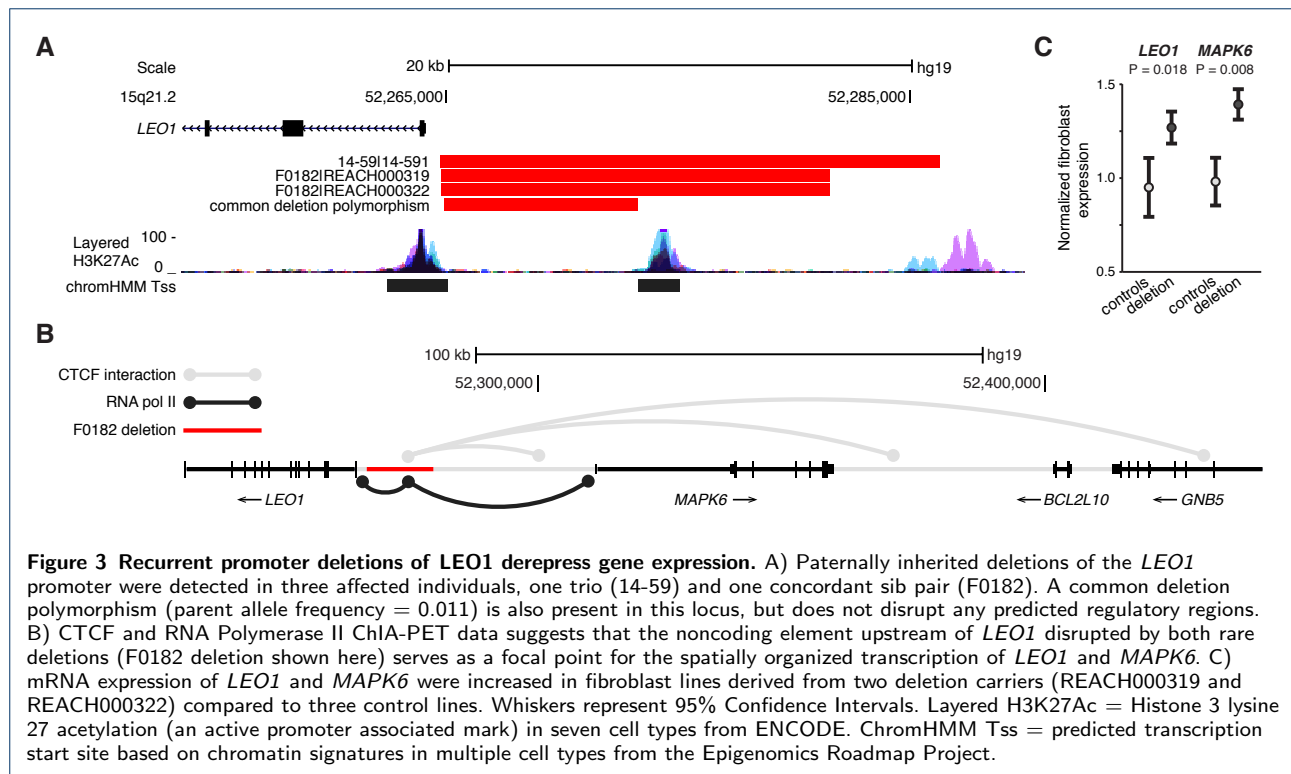 A
Scale
20 kb
hg19
15q21.2
52,265,000
52,285,000
LEO1
14-59|14-591
F0182|REACH000319
F0182|REACH000322
common deletion polymorphism
Layered
H3K27Ac
100 -
0 _
chromHMM Tss
C
LEO1 MAPK6
P = 0.018 P = 0.008
Normalized fibroblast
expression
1.5
1.0
0.5
controls
deletion
controls
deletion
B
100 kb
hg19
CTCF interaction
52,300,000
52,400,000
RNA pol II
F0182 deletion
LEO1
MAPK6
BCL2L10
GNB5
Figure 3 Recurrent promoter deletions of LEO1 derepress gene expression. A) Paternally inherited deletions of the LEO1
promoter were detected in three affected individuals, one trio (14-59) and one concordant sib pair (F0182). A common deletion
polymorphism (parent allele frequency = 0.011) is also present in this locus, but does not disrupt any predicted regulatory regions.
B) CTCF and RNA Polymerase II ChIA-PET data suggests that the noncoding element upstream of LEO1 disrupted by both rare
deletions (F0182 deletion shown here) serves as a focal point for the spatially organized transcription of LEO1 and MAPK6. C)
mRNA expression of LEO1 and MAPK6 were increased in fibroblast lines derived from two deletion carriers (REACH000319 and
REACH000322) compared to three control lines. Whiskers represent 95% Confidence Intervals. Layered H3K27Ac = Histone 3 lysine
27 acetylation (an active promoter associated mark) in seven cell types from ENCODE. ChromHMM Tss = predicted transcription
start site based on chromatin signatures in multiple cell types from the Epigenomics Roadmap Project.